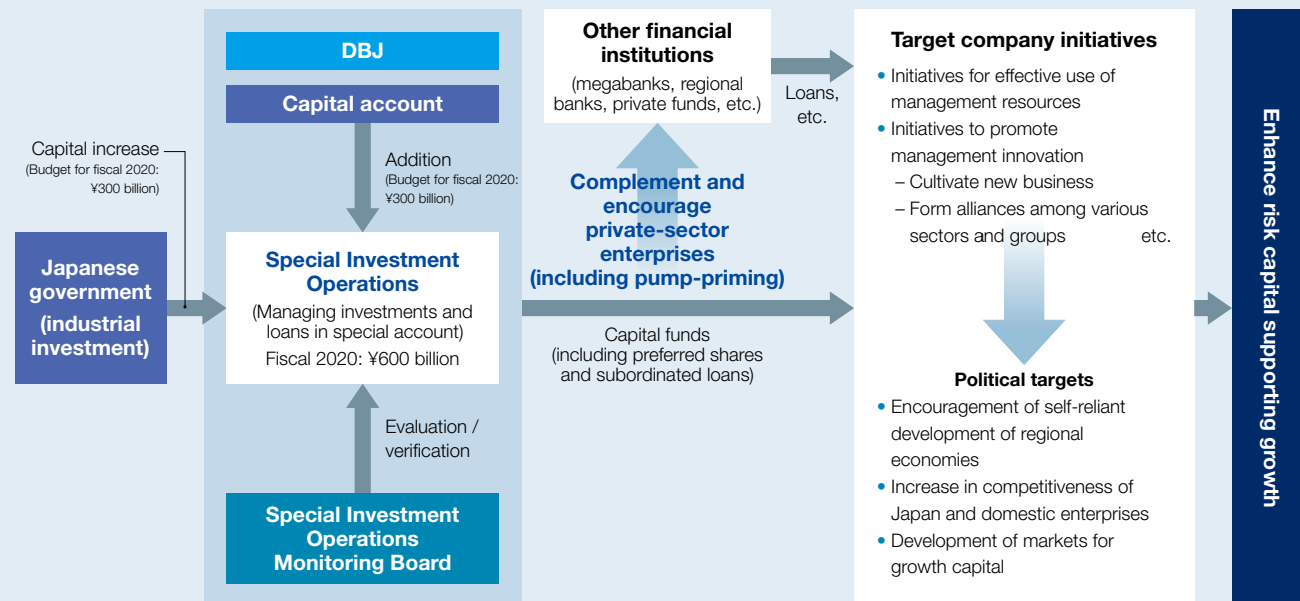 Capital increase
(Budget for fiscal 2020:
¥300 billion)
Japanese
government
(industrial
investment)
DBJ
Capital account
Addition
(Budget for fiscal 2020:
¥300 billion)
Special Investment
Operations
(Managing investments and
loans in special account)
Fiscal 2020: ¥600 billion
Evaluation /
verification
Special Investment
Operations
Monitoring Board
Other financial
institutions
(megabanks, regional
banks, private funds, etc.)
Loans,
etc.
Complement and
encourage
private-sector
enterprises
(including pump-priming)
Capital funds
(including preferred shares
and subordinated loans)
Target company initiatives
• Initiatives for effective use of
management resources
• Initiatives to promote
management innovation
– Cultivate new business
– Form alliances among various
sectors and groups etc.
Political targets
• Encouragement of self-reliant
development of regional
economies
• Increase in competitiveness of
Japan and domestic enterprises
• Development of markets for
growth capital
Enhance risk capital supporting growth